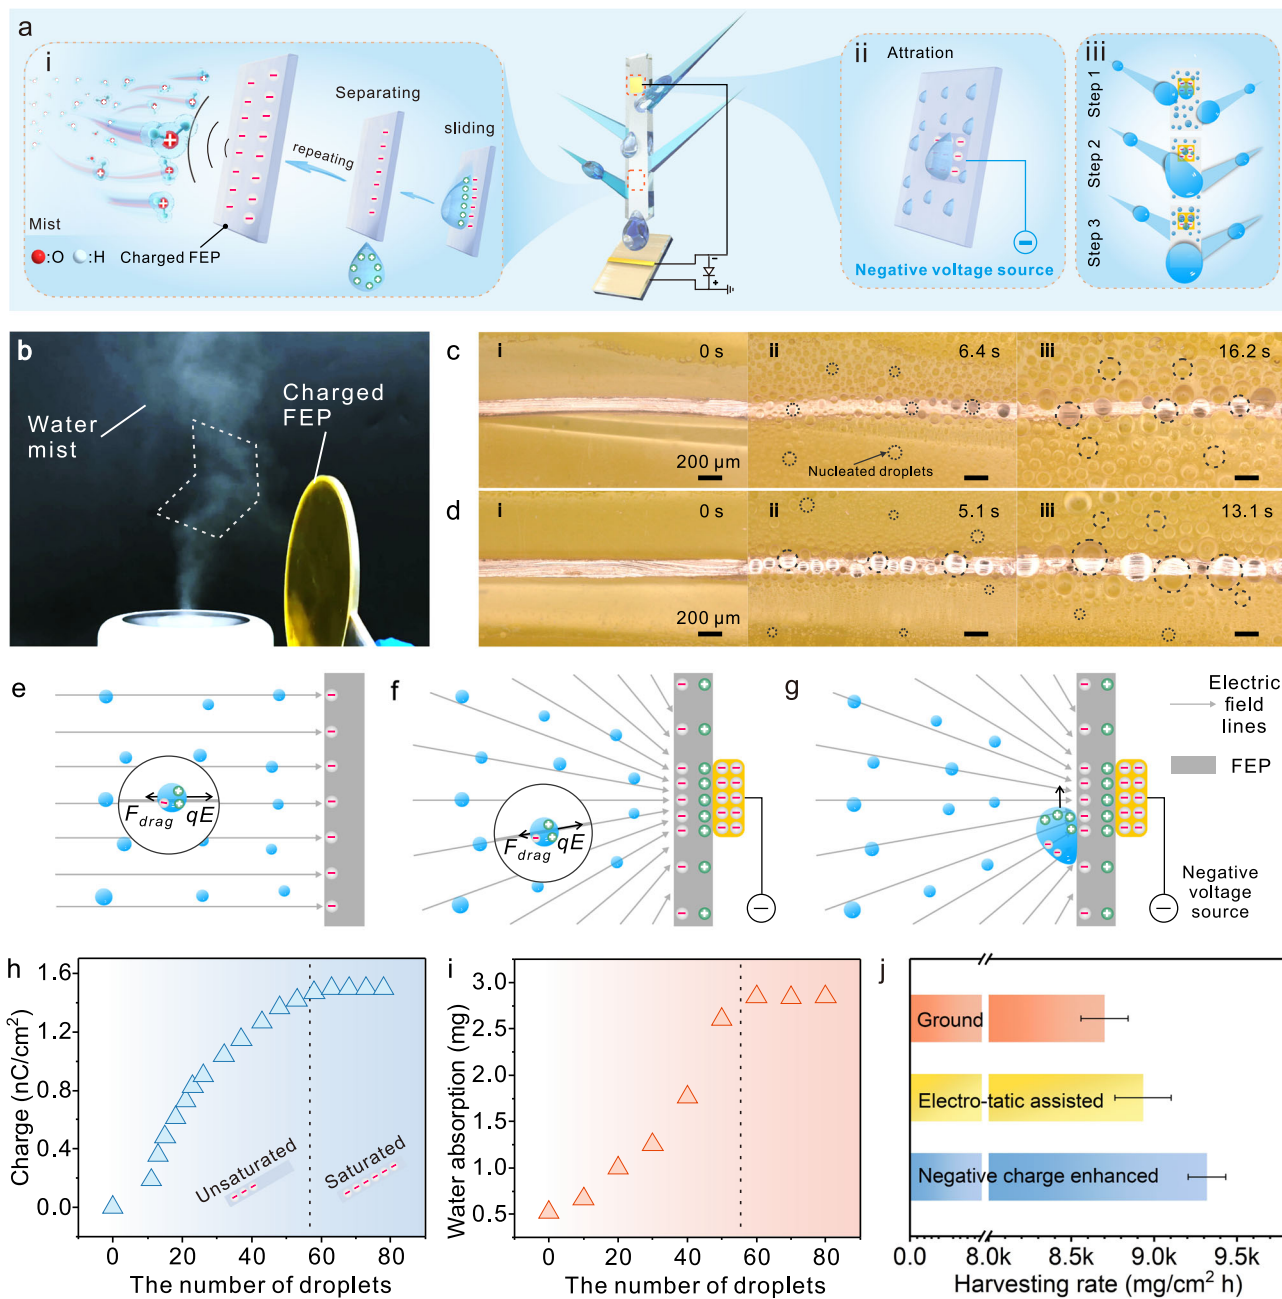 a
i
Separating
sliding
repeating
Mist
:O :H
Charged FEP
- +
ii
Attration
Negative voltage source
iii
Step 1
Step 2
Step 3
b
Water
mist
Charged
FEP
c
i
0 s
200 μm
ii
6.4 s
Nucleated droplets
iii
16.2 s
d
i
0 s
200 μm
ii
5.1 s
iii
13.1 s
e
F_drag qE
f
F_drag qE
g
Electric
field
lines
FEP
Negative
voltage
source
h
Charge (nC/cm²)
1.6
1.2
0.8
0.4
0.0
Unsaturated
Saturated
0 20 40 60 80
The number of droplets
i
Water absorption (mg)
3.0
2.5
2.0
1.5
1.0
0.5
0 20 40 60 80
The number of droplets
j
Ground
Electro-tatic assisted
Negative charge enhanced
0.0 8.0k 8.5k 9.0k 9.5k
Harvesting rate (mg/cm² h)